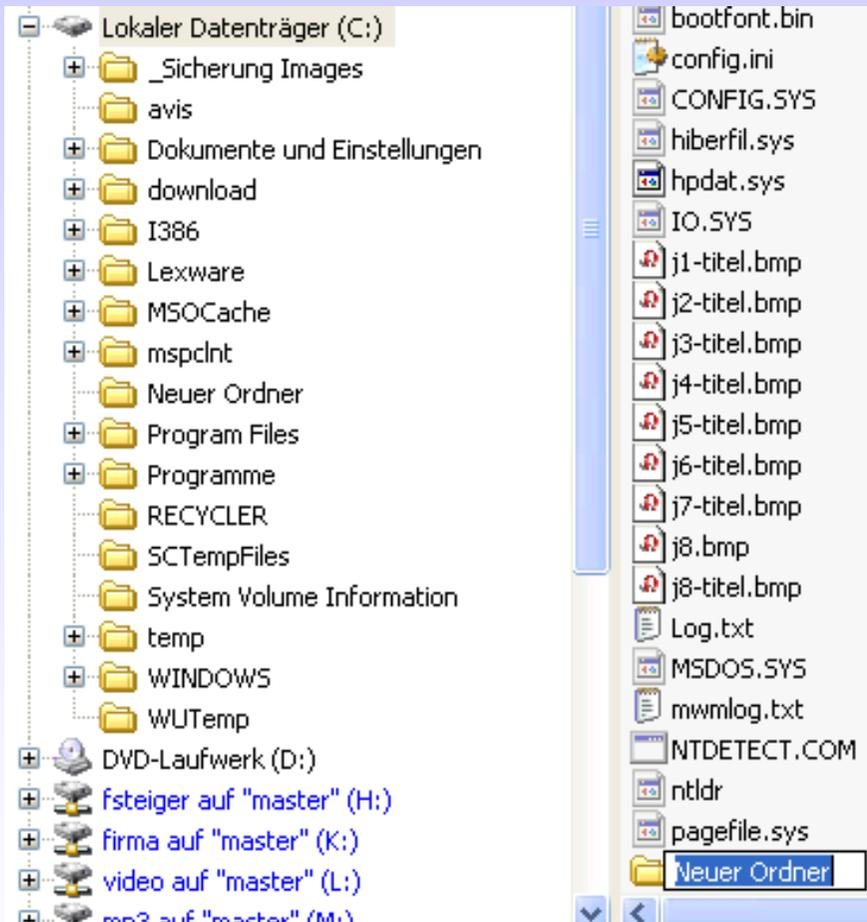 Lokaler Datenträger (C:)
_Sicherung Images
avis
Dokumente und Einstellungen
download
I386
Lexware
MSOCache
mspclnt
Neuer Ordner
Program Files
Programme
RECYCLER
SCTempFiles
System Volume Information
temp
WINDOWS
WUTemp
DVD-Laufwerk (D:)
fsteiger auf "master" (H:)
firma auf "master" (K:)
video auf "master" (L:)
mp3 auf "master" (M:)
bootfont.bin
config.ini
CONFIG.SYS
hiberfil.sys
hpdat.sys
IO.SYS
j1-titel.bmp
j2-titel.bmp
j3-titel.bmp
j4-titel.bmp
j5-titel.bmp
j6-titel.bmp
j7-titel.bmp
j8.bmp
j8-titel.bmp
Log.txt
MSDOS.SYS
mwmlog.txt
NTDETECT.COM
ntldr
pagefile.sys
Neuer Ordner